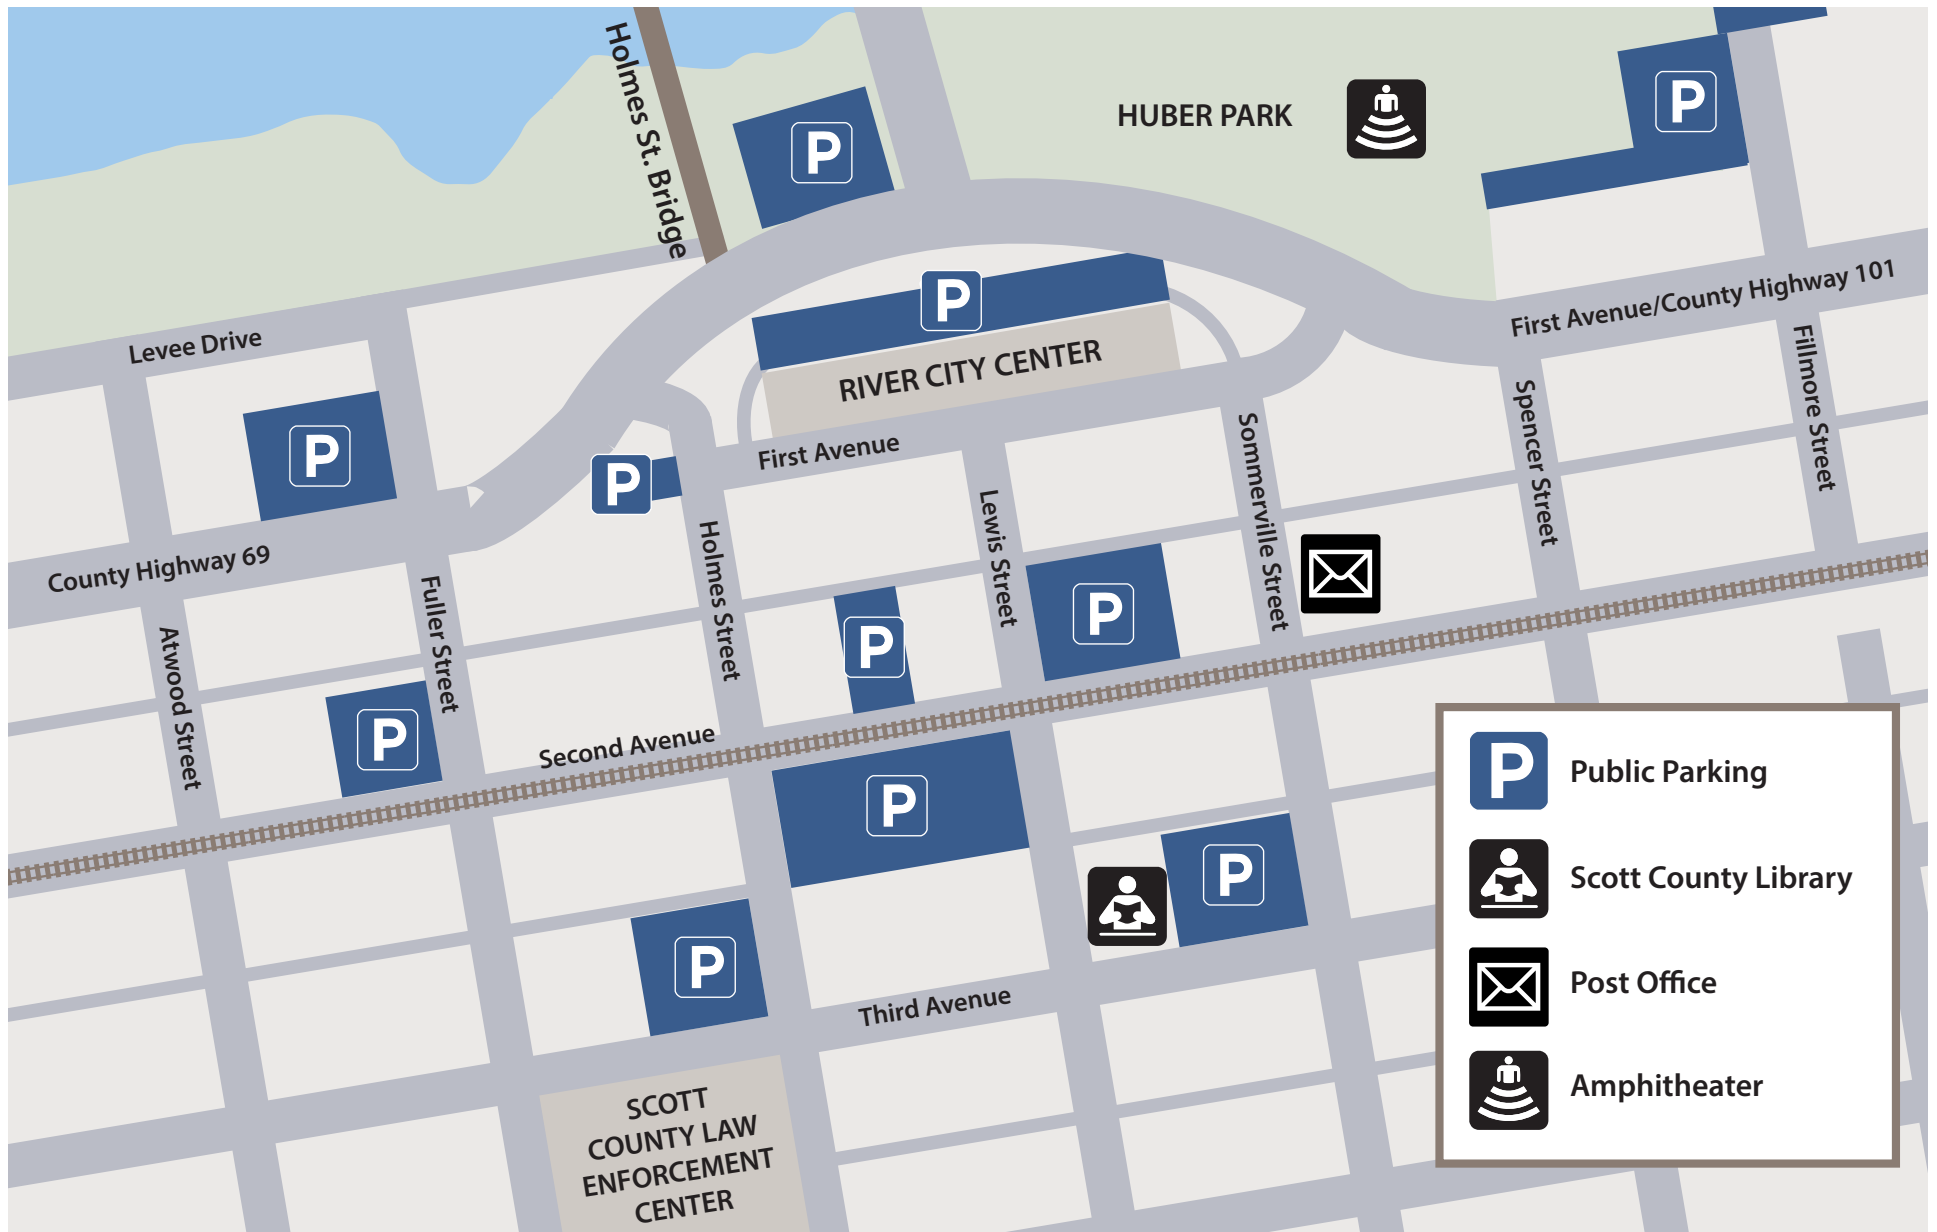 Holmes St. Bridge
P
HUBER PARK
P
Levee Drive
P
RIVER CITY CENTER
First Avenue/County Highway 101
P
First Avenue
P
Fillmore Street
Spencer Street
Sommerville Street
Lewis Street
Holmes Street
County Highway 69
Fuller Street
Atwood Street
P
P
P
Second Avenue
P
P
P
Third Avenue
SCOTT
COUNTY LAW
ENFORCEMENT
CENTER
P
Public Parking
Scott County Library
Post Office
Amphitheater